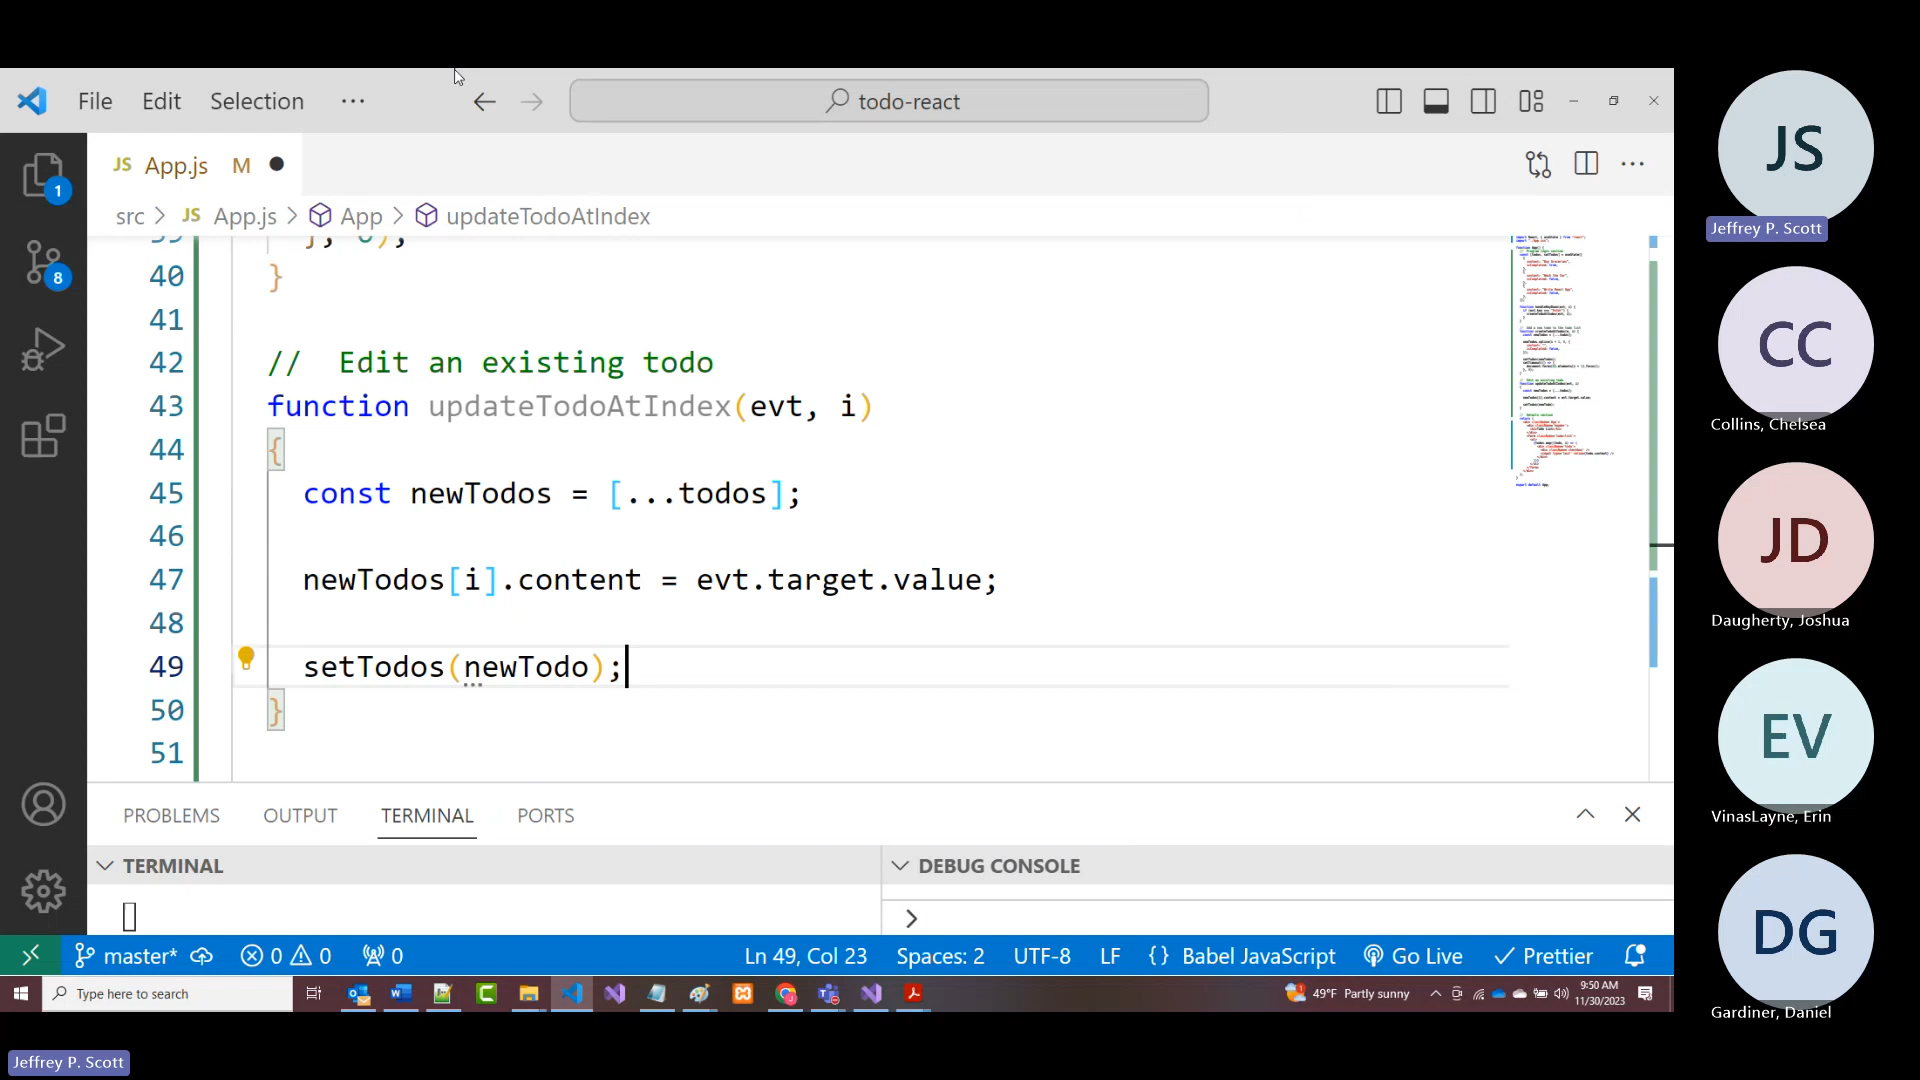 File Edit Selection ··· todo-react
JS App.js M
src > JS App.js > App > updateTodoAtIndex
40 }
41
42 //  Edit an existing todo
43 function updateTodoAtIndex(evt, i)
44 {
45 const newTodos = [...todos];
46
47 newTodos[i].content = evt.target.value;
48
49 setTodos(newTodo);
50 }
51
1
8
PROBLEMS OUTPUT TERMINAL PORTS
TERMINAL
DEBUG CONSOLE
>
master* 0 0 0 Ln 49, Col 23 Spaces: 2 UTF-8 LF {} Babel JavaScript Go Live Prettier
Type here to search
49°F Partly sunny
9:50 AM
11/30/2023
JS
Jeffrey P. Scott
CC
Collins, Chelsea
JD
Daugherty, Joshua
EV
VinasLayne, Erin
DG
Gardiner, Daniel
Jeffrey P. Scott